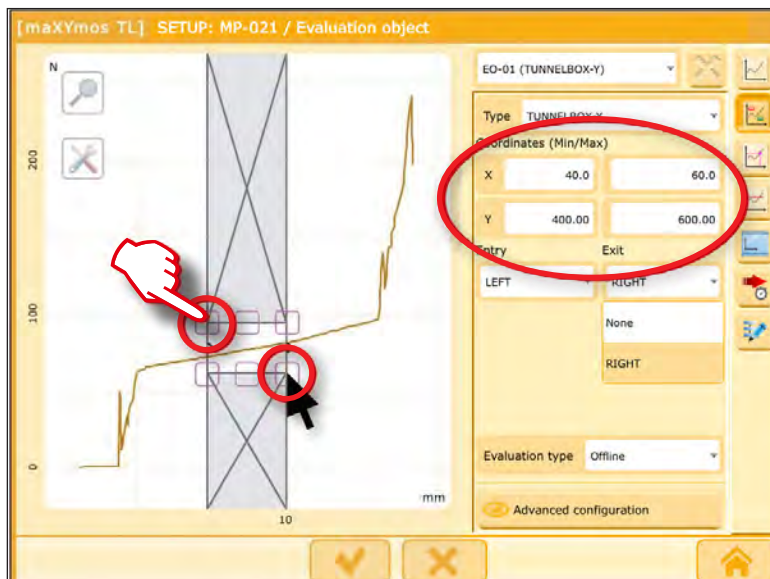 [maXYmos TL] SETUP: MP-021 / Evaluation object
N
200
100
0
10
mm
EO-01 (TUNNELBOX-Y)
Type TUNNELBOX-Y
Coordinates (Min/Max)
X 40.0 60.0
Y 400.00 600.00
Entry Exit
LEFT RIGHT
None
RIGHT
Evaluation type Offline
Advanced configuration